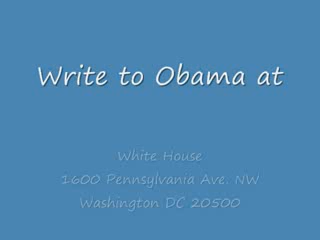 Write to Obama at
White House
1600 Pennsylvania Ave. NW
Washington DC 20500